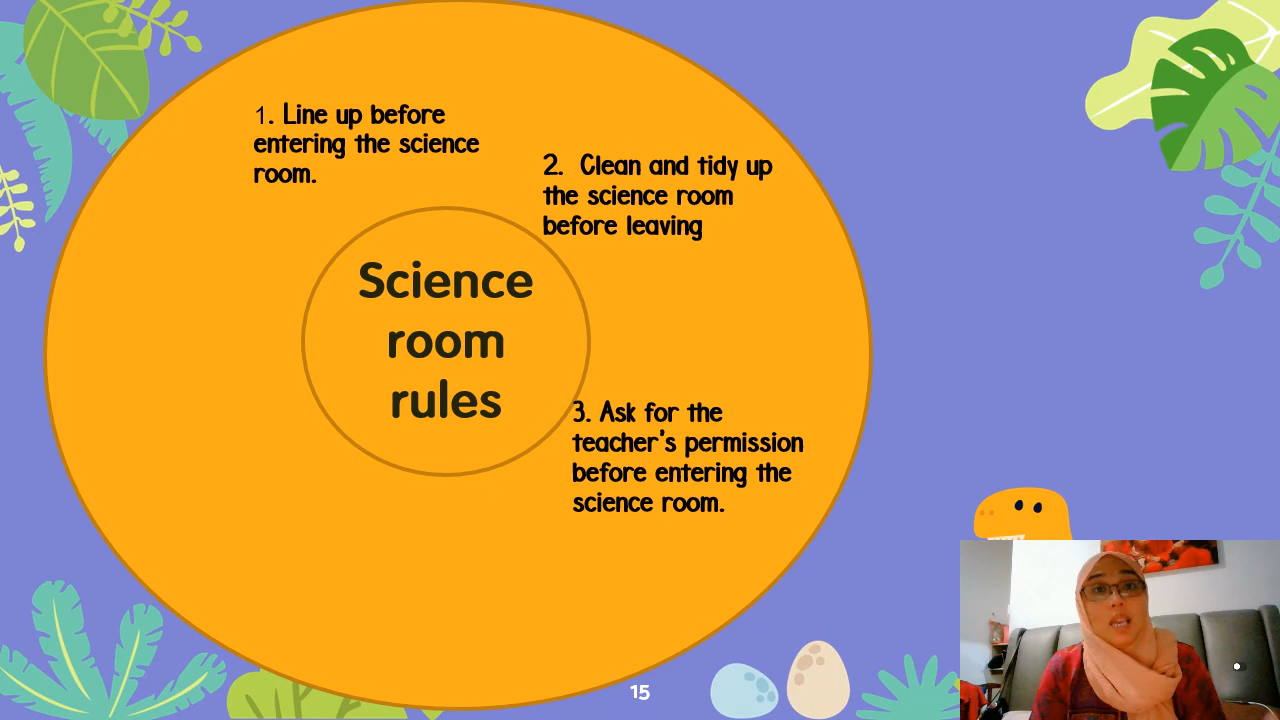 1. Line up before
entering the science
room.
2. Clean and tidy up
the science room
before leaving
Science
room
rules
3. Ask for the
teacher's permission
before entering the
science room.
15